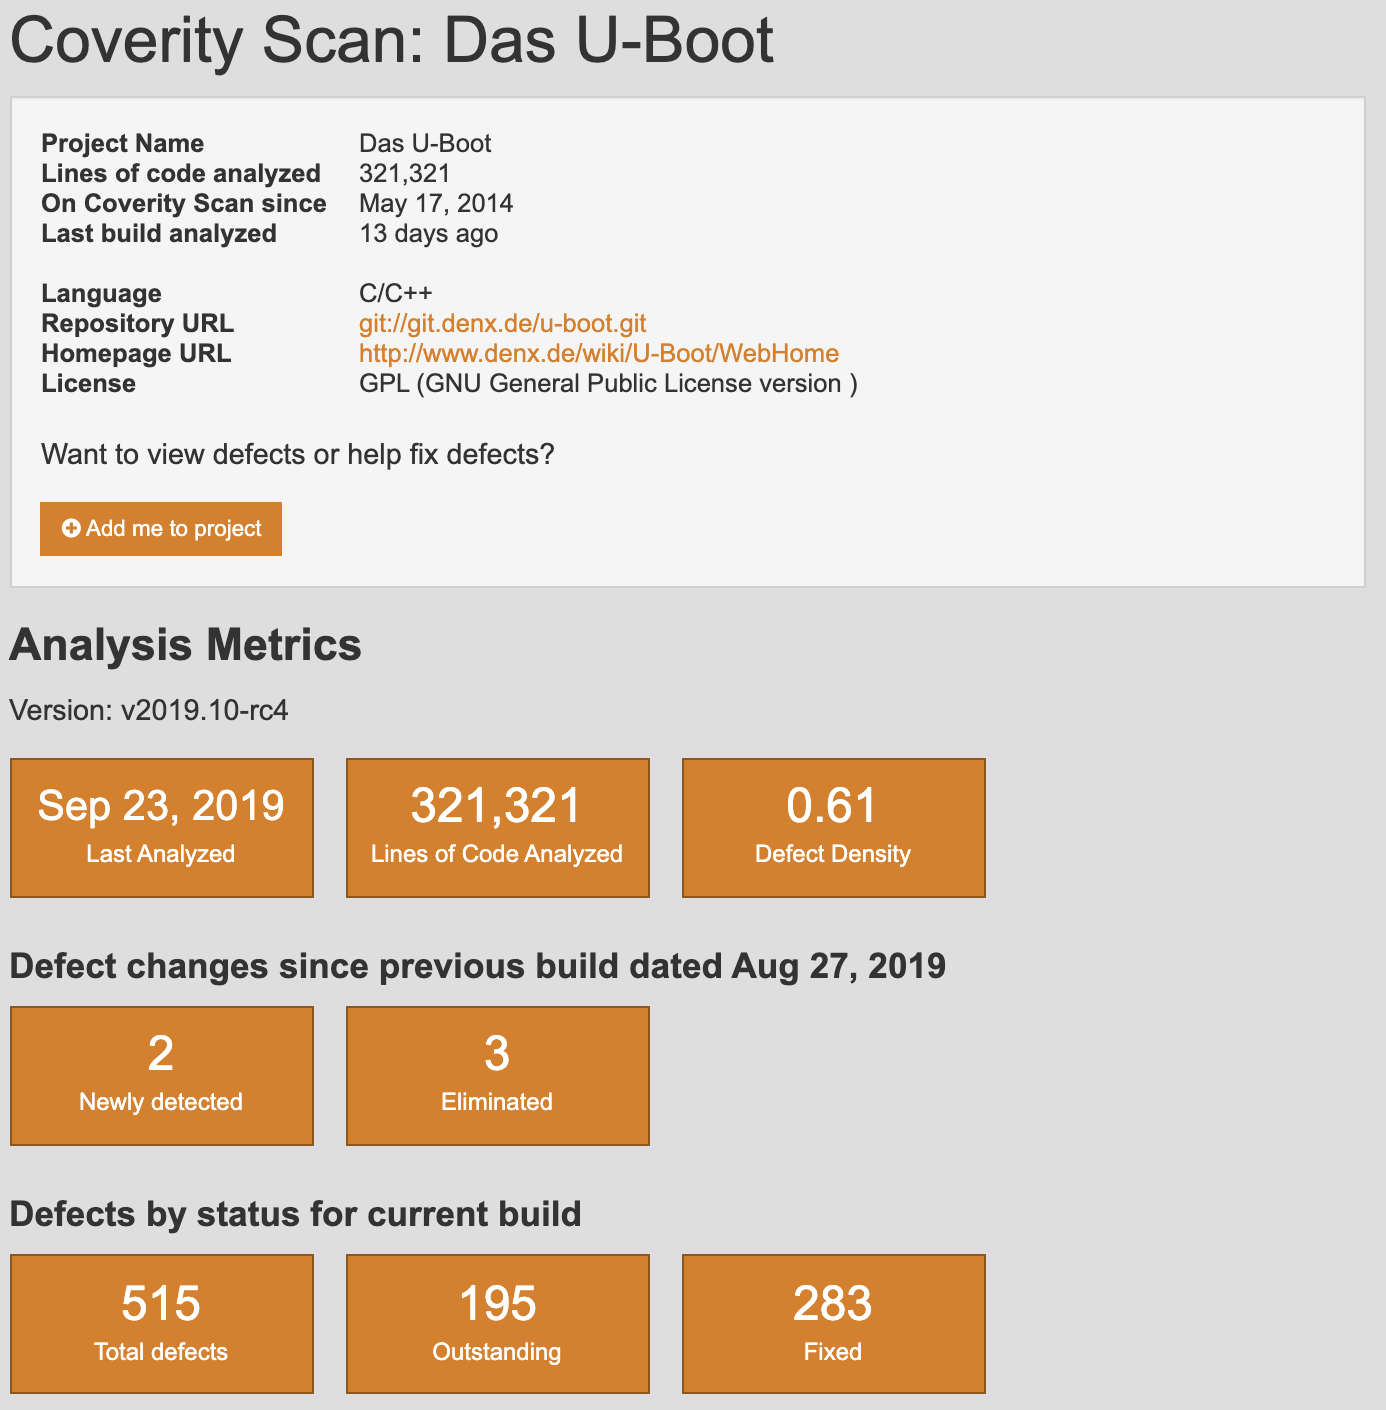 Coverity Scan: Das U-Boot
Project Name Das U-Boot
Lines of code analyzed 321,321
On Coverity Scan since May 17, 2014
Last build analyzed 13 days ago
Language C/C++
Repository URL git://git.denx.de/u-boot.git
Homepage URL http://www.denx.de/wiki/U-Boot/WebHome
License GPL (GNU General Public License version )
Want to view defects or help fix defects?
Add me to project
Analysis Metrics
Version: v2019.10-rc4
Sep 23, 2019 321,321 0.61
Last Analyzed Lines of Code Analyzed Defect Density
Defect changes since previous build dated Aug 27, 2019
2 3
Newly detected Eliminated
Defects by status for current build
515 195 283
Total defects Outstanding Fixed